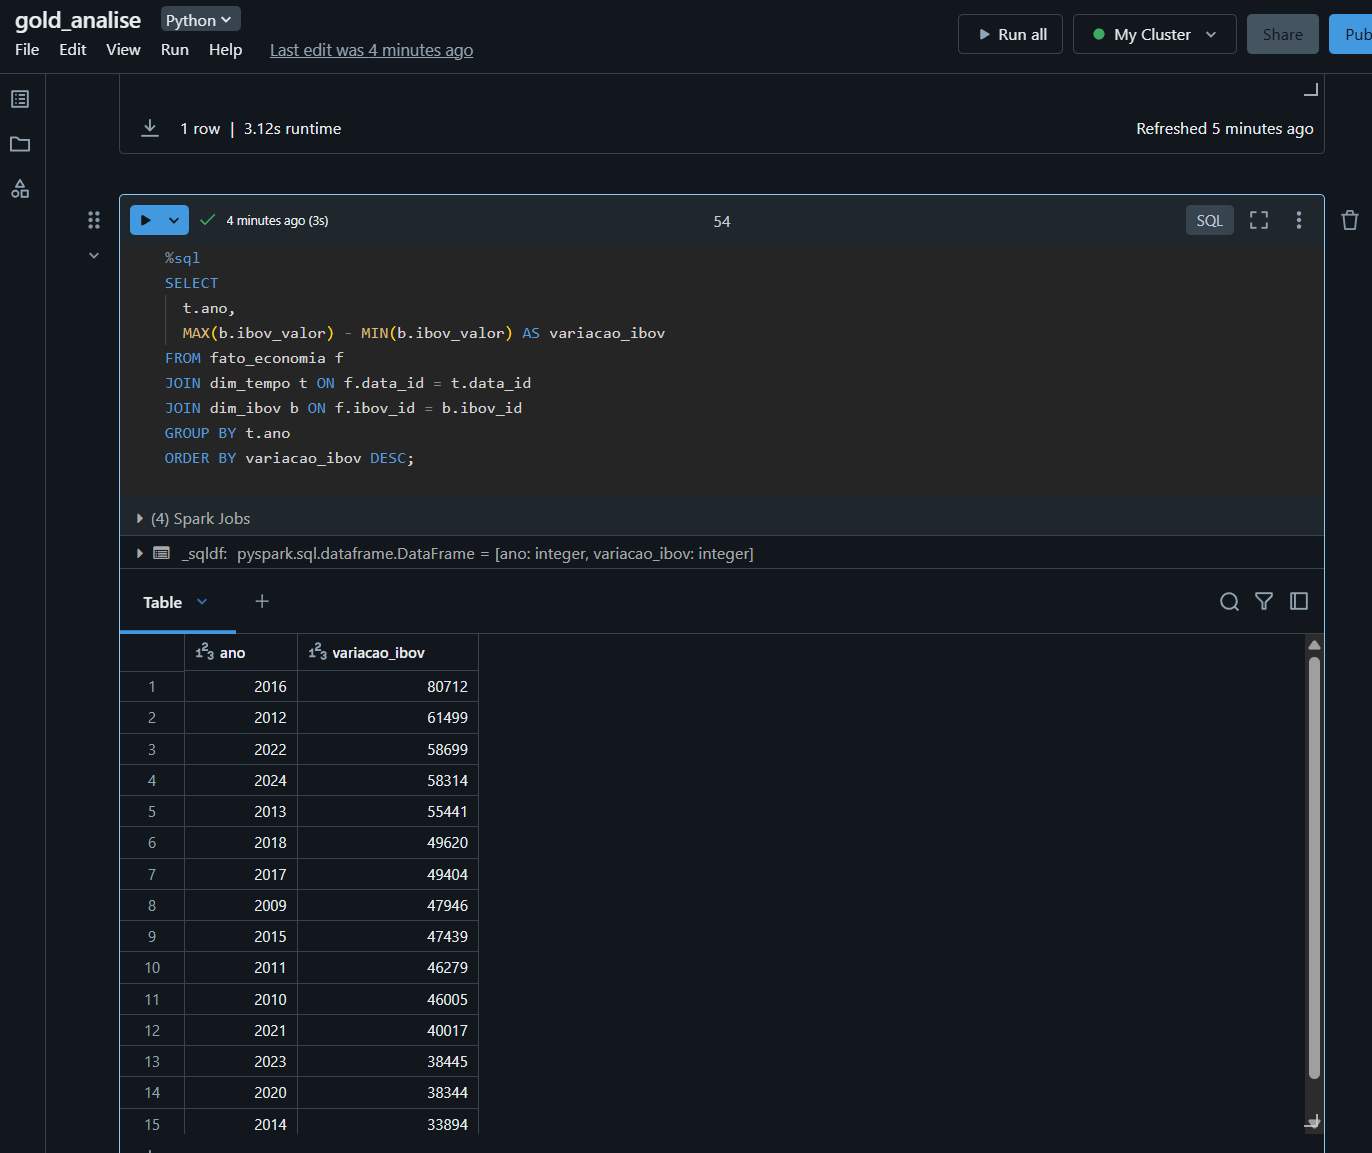 gold_analise Python
File Edit View Run Help Last edit was 4 minutes ago
Run all My Cluster Share Pub
1 row | 3.12s runtime
Refreshed 5 minutes ago
4 minutes ago (3s)
54
SQL
%sql
SELECT
t.ano,
MAX(b.ibov_valor) - MIN(b.ibov_valor) AS variacao_ibov
FROM fato_economia f
JOIN dim_tempo t ON f.data_id = t.data_id
JOIN dim_ibov b ON f.ibov_id = b.ibov_id
GROUP BY t.ano
ORDER BY variacao_ibov DESC;
(4) Spark Jobs
_sqldf: pyspark.sql.dataframe.DataFrame = [ano: integer, variacao_ibov: integer]
Table +
123 ano 123 variacao_ibov
1 2016 80712
2 2012 61499
3 2022 58699
4 2024 58314
5 2013 55441
6 2018 49620
7 2017 49404
8 2009 47946
9 2015 47439
10 2011 46279
11 2010 46005
12 2021 40017
13 2023 38445
14 2020 38344
15 2014 33894